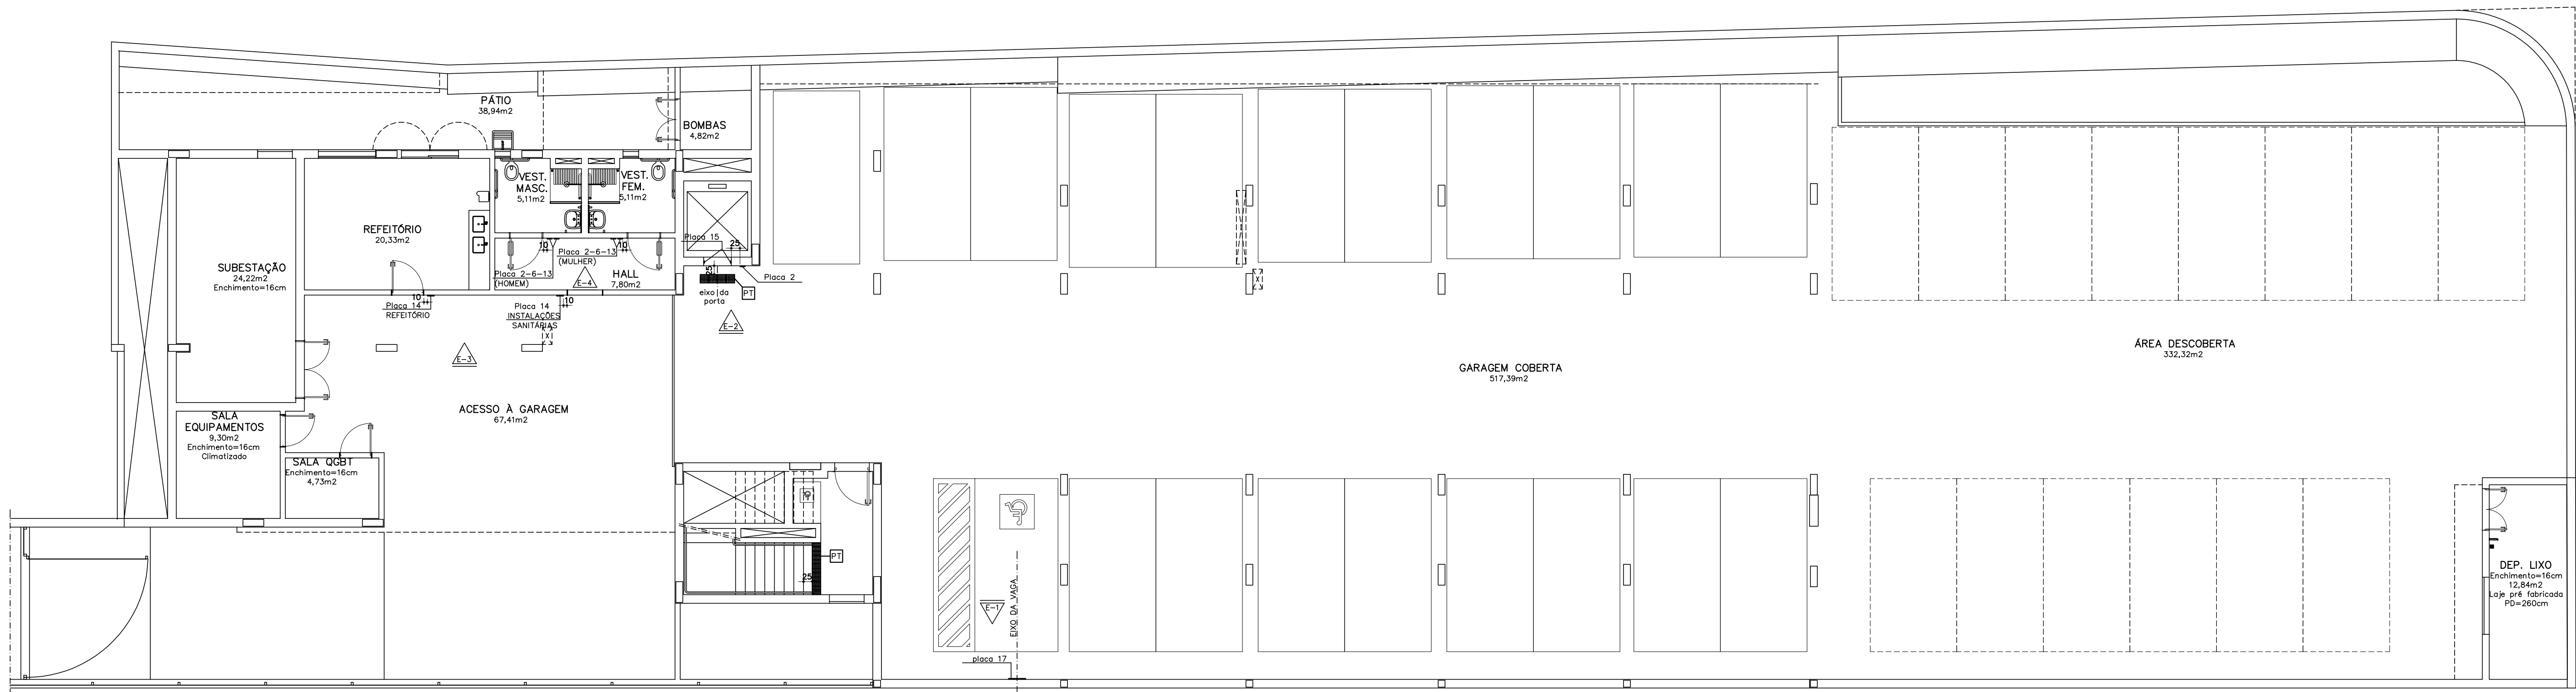 PÁTIO
38,94m2
BOMBAS
4,82m2
VEST.
MASC.
5,11m2
VEST.
FEM.
5,11m2
REFEITÓRIO
20,33m2
SUBESTAÇÃO
24,22m2
Enchimento=16cm
10
Placa 2-6-13
(MULHER)
10
Placa 2-6-13
(HOMEM)
E-4
HALL
7,80m2
Placa 15
25
25
Placa 2
eixo da
porta
PT
E-2
10
Placa 14
REFEITÓRIO
Placa 14
10
INSTALAÇÕES
SANITÁRIAS
E-3
ACESSO À GARAGEM
67,41m2
SALA
EQUIPAMENTOS
9,30m2
Enchimento=16cm
Climatizado
SALA QGBT
Enchimento=16cm
4,73m2
PT
25
GARAGEM COBERTA
517,39m2
ÁREA DESCOBERTA
332,32m2
E-1
EIXO DA VAGA
placa 17
DEP. LIXO
Enchimento=16cm
12,84m2
Laje pré fabricada
PD=260cm